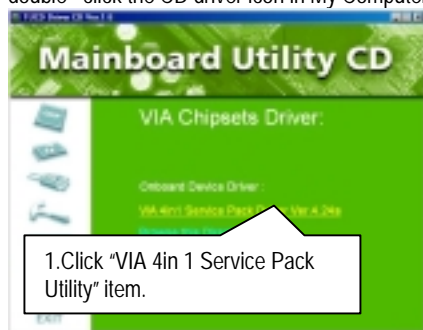 double- click the CD driver icon in My Computer
Mainboard Utility CD
VIA Chipsets Driver:
Onboard Device Driver :
VIA 4in1 Service Pack Driver Ver.4.24a
1.Click “VIA 4in 1 Service Pack
Utility” item.
EXIT